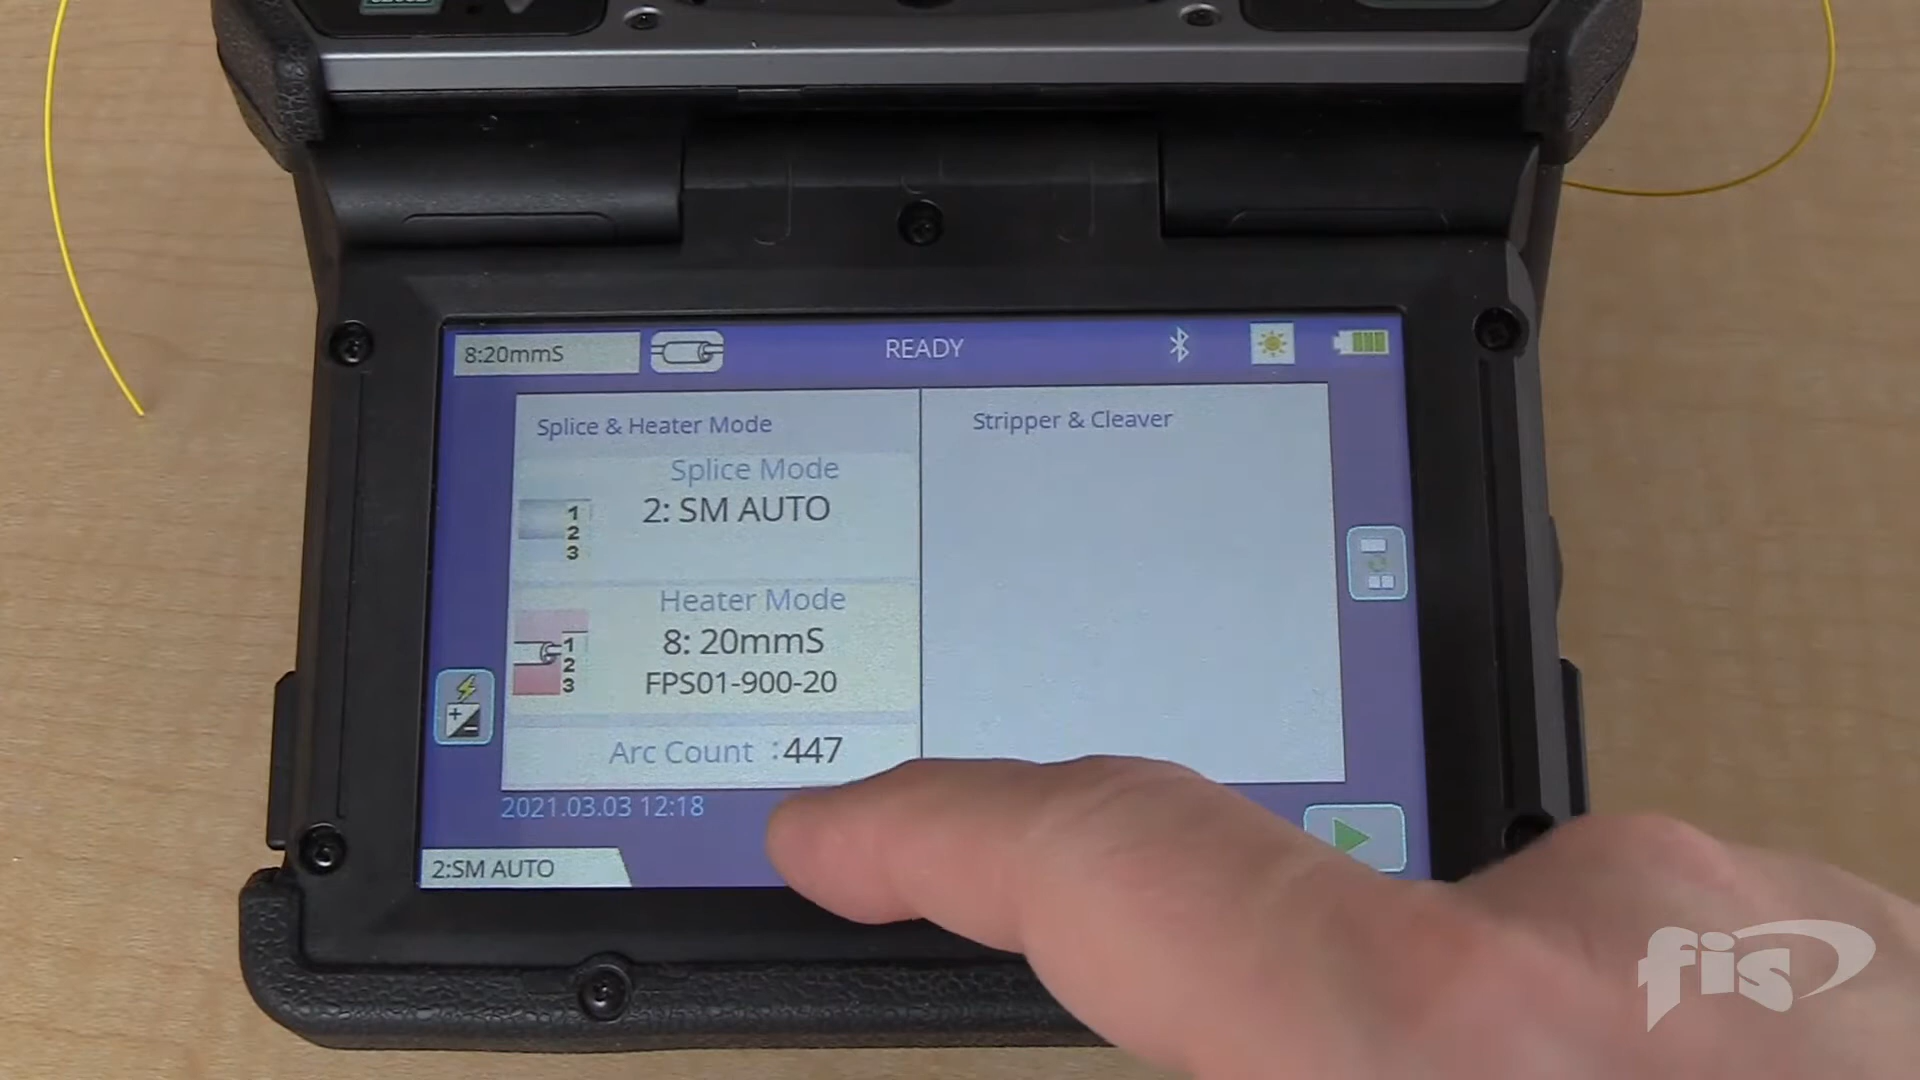 8:20mmS
READY
Splice & Heater Mode
Stripper & Cleaver
Splice Mode
2: SM AUTO
1
2
3
Heater Mode
8: 20mmS
FPS01-900-20
1
2
3
Arc Count :447
2021.03.03 12:18
2:SM AUTO
fis